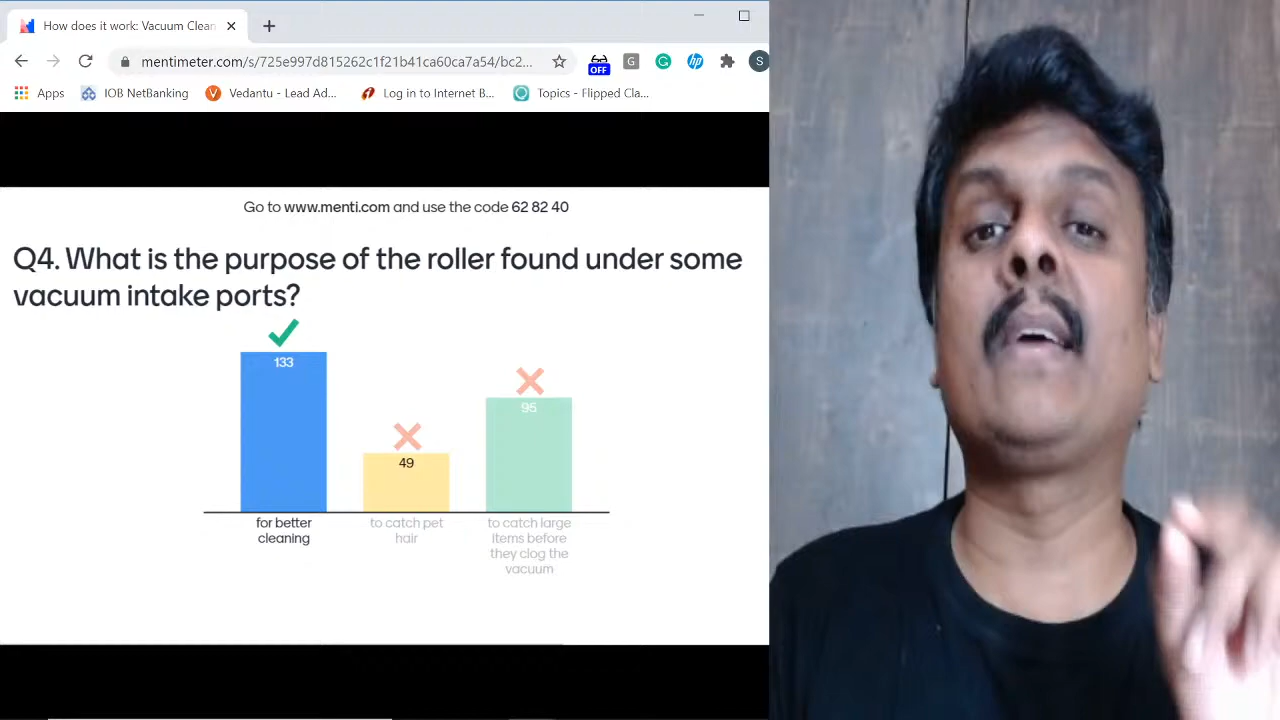 How does it work: Vacuum Clean
mentimeter.com/s/725e997d815262c1f21b41ca60ca7a54/bc2...
OFF
G
G
hp
S
Apps
IOB NetBanking
V
Vedantu - Lead Ad...
Log in to Internet B...
Topics - Flipped Cla...
Go to www.menti.com and use the code 62 82 40
Q4. What is the purpose of the roller found under some
vacuum intake ports?
133
49
95
for better
cleaning
to catch pet
hair
to catch large
items before
they clog the
vacuum